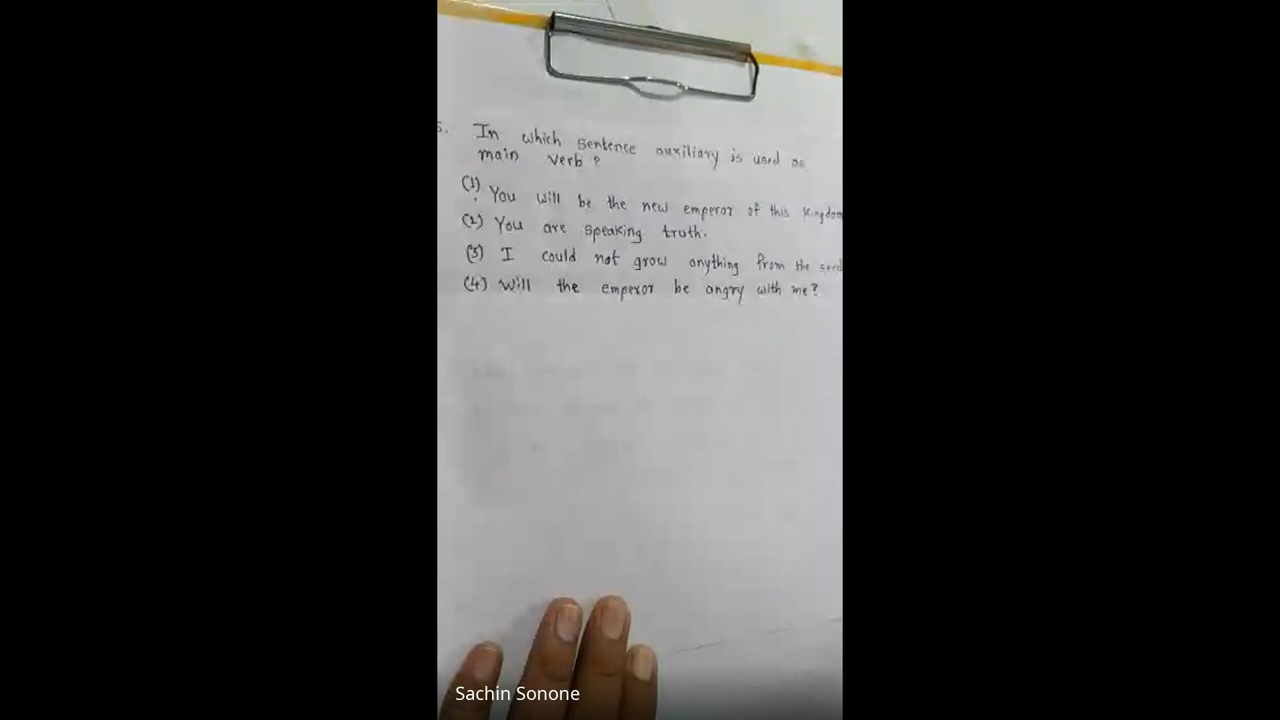 5. In which sentence auxiliary is used as
main verb ?
(1) You will be the new emperor of this kingdom
(2) You are speaking truth.
(3) I could not grow anything from the seed
(4) Will the emperor be angry with me?
Sachin Sonone